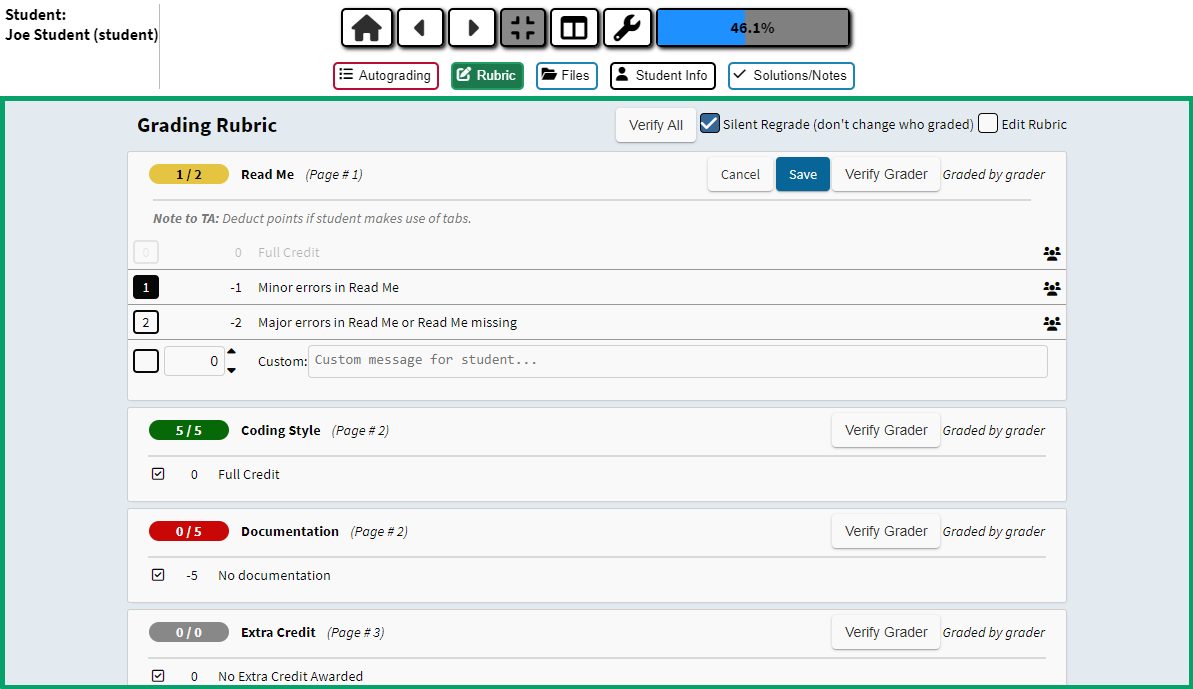 Student:
Joe Student (student)
46.1%
Autograding
Rubric
Files
Student Info
Solutions/Notes
Grading Rubric
Verify All
Silent Regrade (don't change who graded)
Edit Rubric
1 / 2 Read Me (Page # 1) Cancel Save Verify Grader Graded by grader
Note to TA: Deduct points if student makes use of tabs.
0 0 Full Credit
1 -1 Minor errors in Read Me
2 -2 Major errors in Read Me or Read Me missing
0 Custom: Custom message for student...
5 / 5 Coding Style (Page # 2) Verify Grader Graded by grader
0 Full Credit
0 / 5 Documentation (Page # 2) Verify Grader Graded by grader
-5 No documentation
0 / 0 Extra Credit (Page # 3) Verify Grader Graded by grader
0 No Extra Credit Awarded